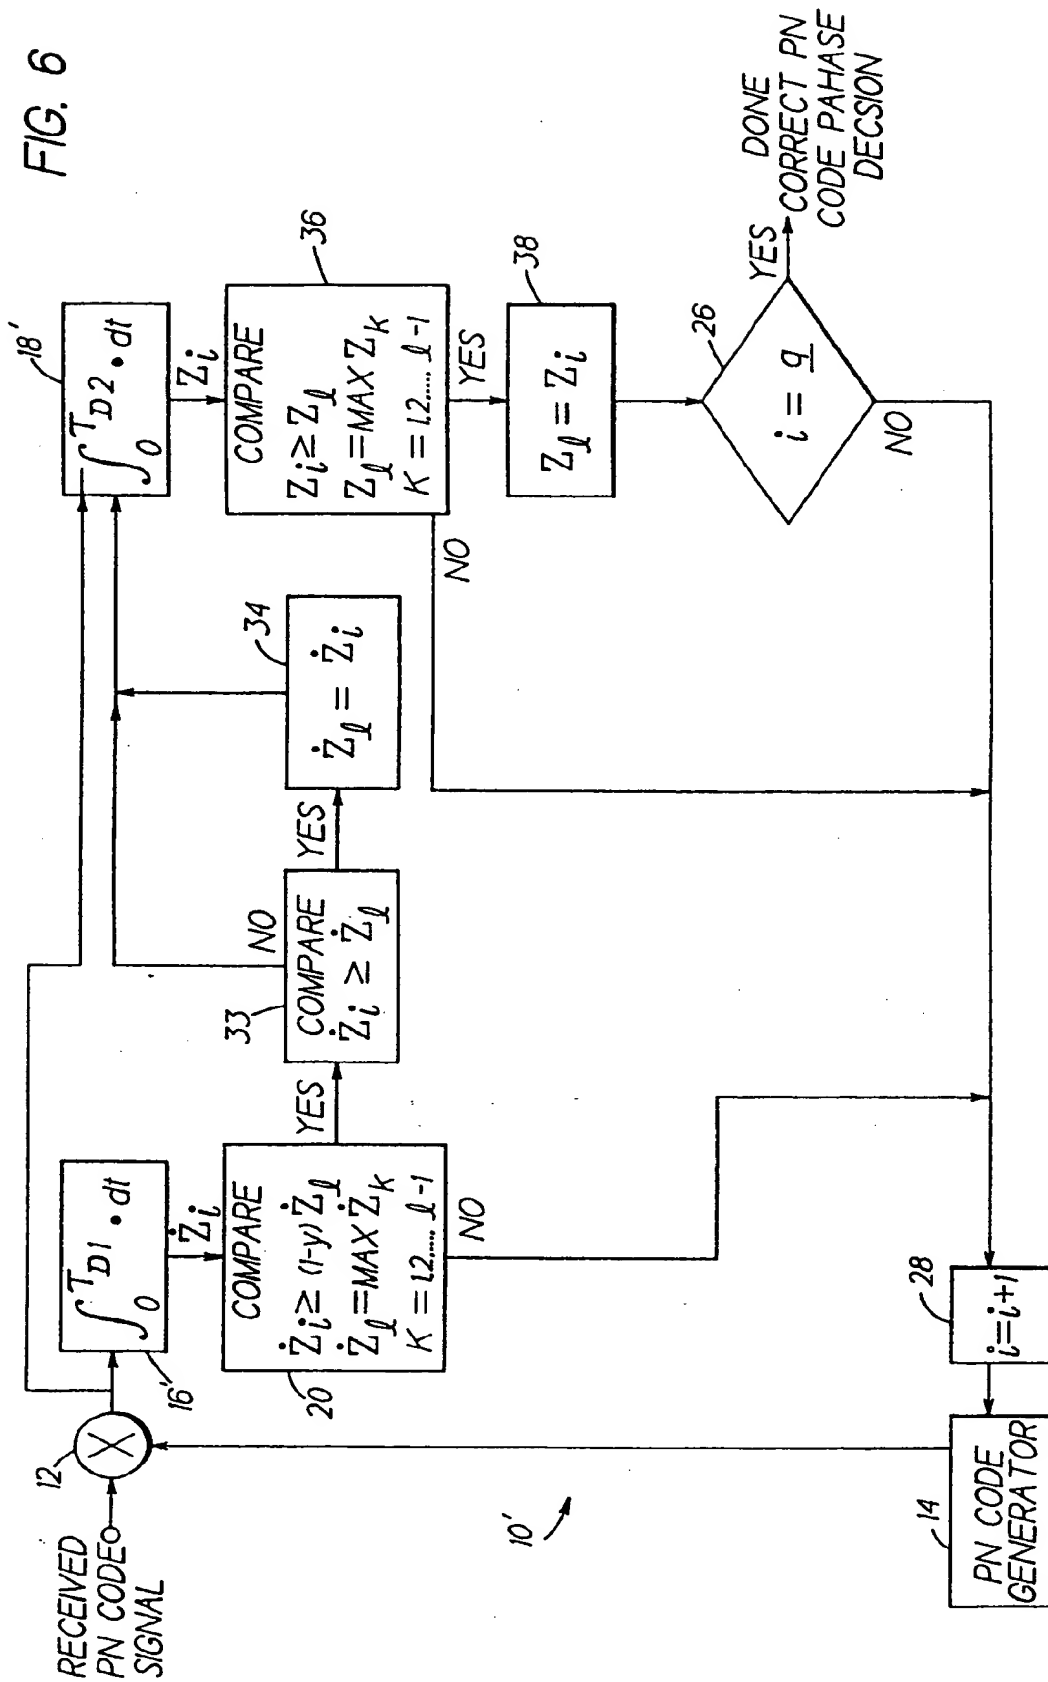 FIG. 6
RECEIVED
PN CODE
SIGNAL
12
X
16'
∫₀ᵀD1 • dt
Żi
COMPARE
Żi ≥ (1-y) Żℓ
Żℓ = MAX Żk
K = 1,2..... ℓ-1
20
YES
NO
33
COMPARE
Żi ≥ Żℓ
NO
YES
34
Żℓ = Żi
18'
∫₀ᵀD2 • dt
Zi
36
COMPARE
Zi ≥ Zℓ
Zℓ = MAX Zk
K = 1,2..... ℓ-1
NO
YES
38
Zℓ = Zi
26
i = q
YES
NO
DONE
CORRECT PN
CODE PAHASE
DECSION
10'
28
i=i+1
14
PN CODE
GENERATOR